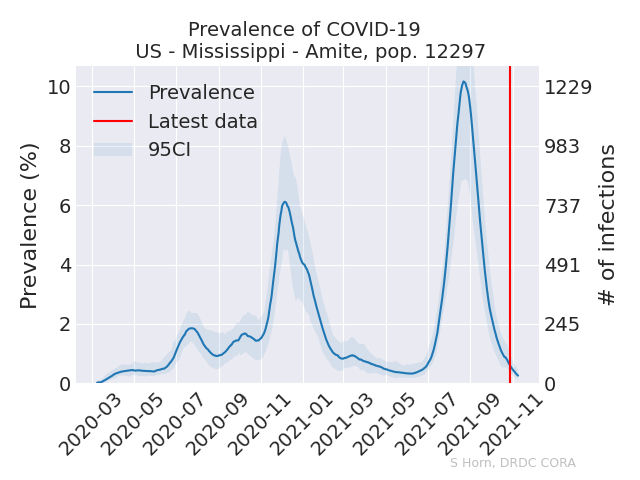 Prevalence of COVID-19
US - Mississippi - Amite, pop. 12297
Prevalence (%)
10
8
6
4
2
0
Prevalence
Latest data
95CI
1229
983
737
491
245
0
# of infections
2020-03
2020-05
2020-07
2020-09
2020-11
2021-01
2021-03
2021-05
2021-07
2021-09
2021-11
S Horn, DRDC CORA